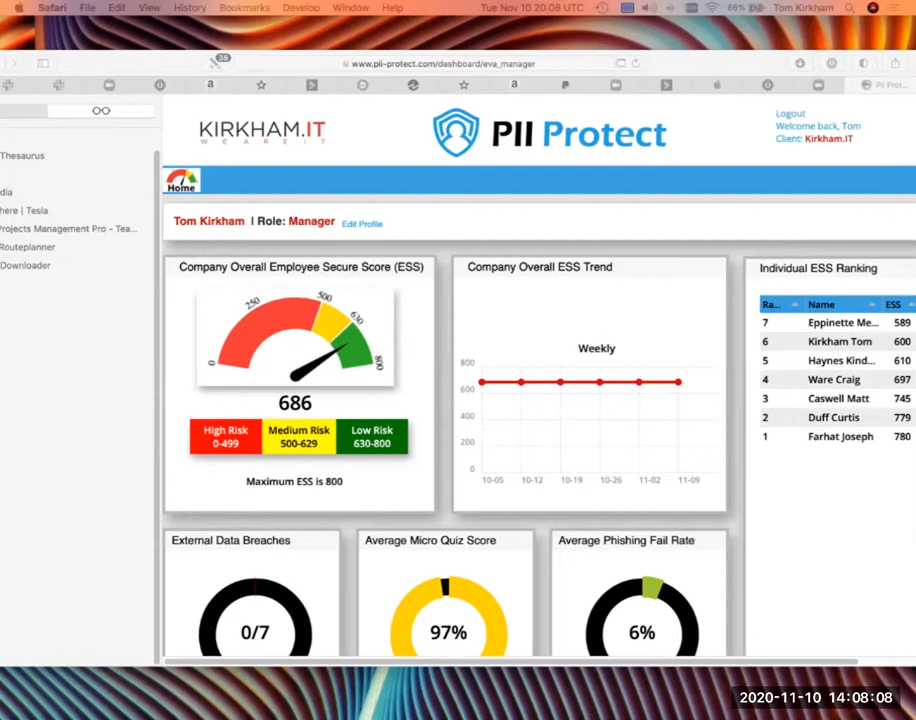 Safari File Edit View History Bookmarks Develop Window Help Tue Nov 10 20:08 UTC 86% Tom Kirkham
38
www.pii-protect.com/dashboard/eva_manager
a a PII Prot...
Thesaurus
dia
here | Tesla
Projects Management Pro - Tea...
Routeplanner
Downloader
KIRKHAM.IT
WE ARE IT
PII Protect
Logout
Welcome back, Tom
Client: Kirkham.IT
Home
Tom Kirkham | Role: Manager Edit Profile
Company Overall Employee Secure Score (ESS)
0 250 500 630 800
686
High Risk Medium Risk Low Risk
0-499 500-629 630-800
Maximum ESS is 800
Company Overall ESS Trend
Weekly
800
600
400
200
0
10-05 10-12 10-19 10-26 11-02 11-09
Individual ESS Ranking
Ra... Name ESS
7 Eppinette Me... 589
6 Kirkham Tom 600
5 Haynes Kind... 610
4 Ware Craig 697
3 Caswell Matt 745
2 Duff Curtis 779
1 Farhat Joseph 780
External Data Breaches
0/7
Average Micro Quiz Score
97%
Average Phishing Fail Rate
6%
2020-11-10 14:08:08